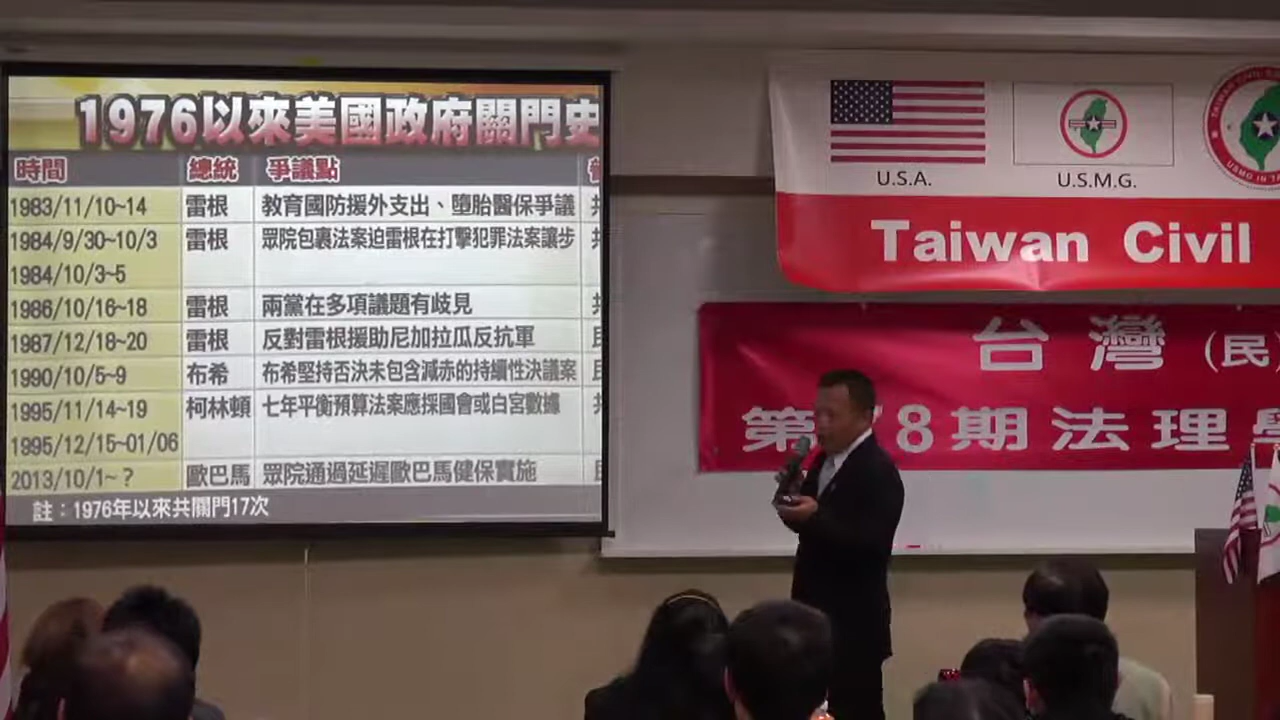 1976以來美國政府關門史
時間 總統 爭議點
1983/11/10~14 雷根 教育國防援外支出、墮胎醫保爭議
1984/9/30~10/3 雷根 眾院包裹法案迫雷根在打擊犯罪法案讓步
1984/10/3~5
1986/10/16~18 雷根 兩黨在多項議題有歧見
1987/12/18~20 雷根 反對雷根援助尼加拉瓜反抗軍
1990/10/5~9 布希 布希堅持否決未包含減赤的持續性決議案
1995/11/14~19 柯林頓 七年平衡預算法案應採國會或白宮數據
1995/12/15~01/06
2013/10/1~？ 歐巴馬 眾院通過延遲歐巴馬健保實施
註：1976年以來共關門17次
U.S.A.
U.S.M.G.
Taiwan Civil
台灣（民
第 8期法理學